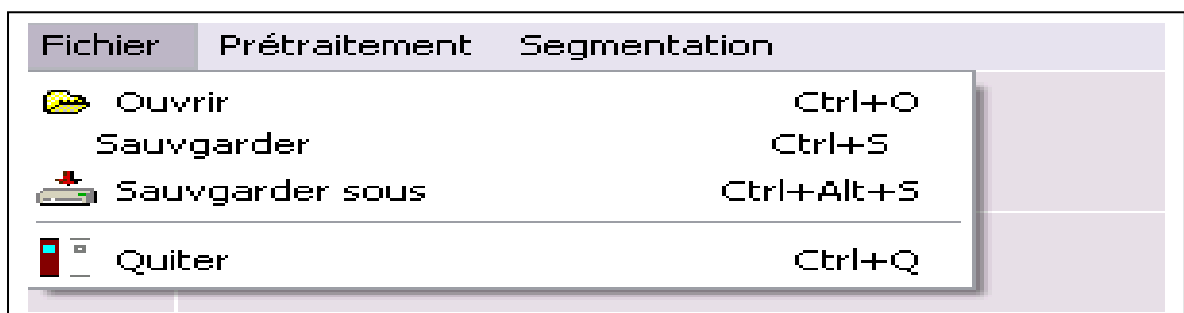 Fichier Prétraitement Segmentation
Ouvrir Ctrl+O
Sauvgarder Ctrl+S
Sauvgarder sous Ctrl+Alt+S
Quiter Ctrl+Q